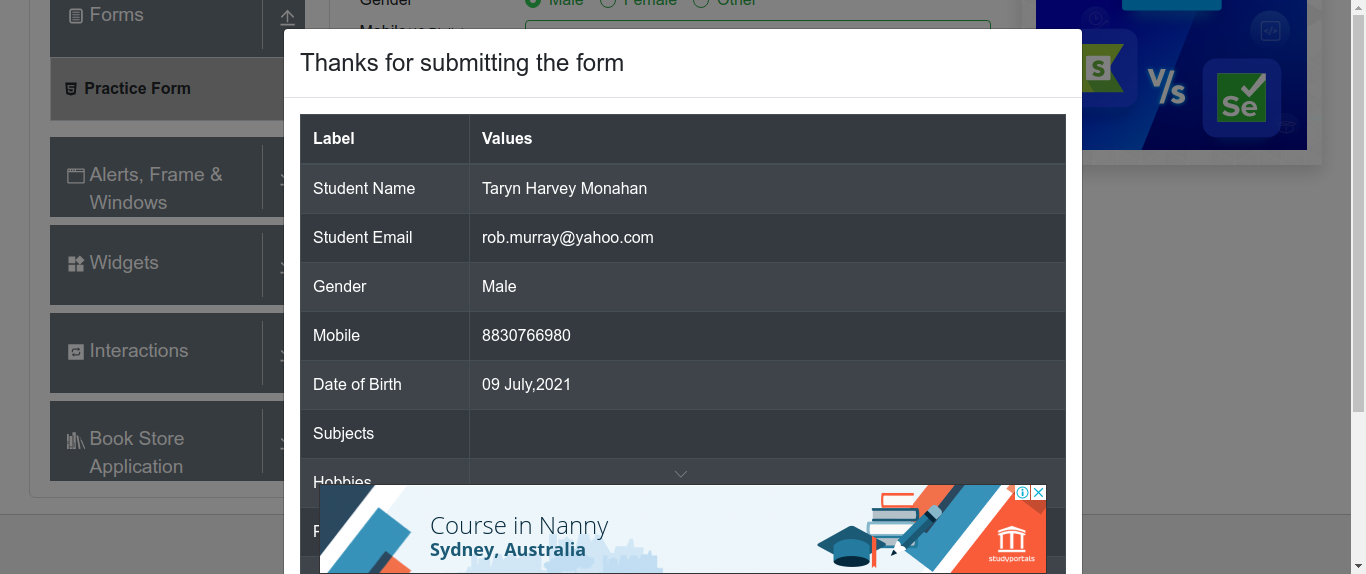 Forms
Gender Male Female Other
Thanks for submitting the form
Practice Form
S
V/s
Se
Label Values
Student Name Taryn Harvey Monahan
Alerts, Frame &
Windows
Student Email rob.murray@yahoo.com
Widgets
Gender Male
Mobile 8830766980
Interactions
Date of Birth 09 July,2021
Subjects
Book Store
Application
Hobbies
Course in Nanny
Sydney, Australia
studyportals